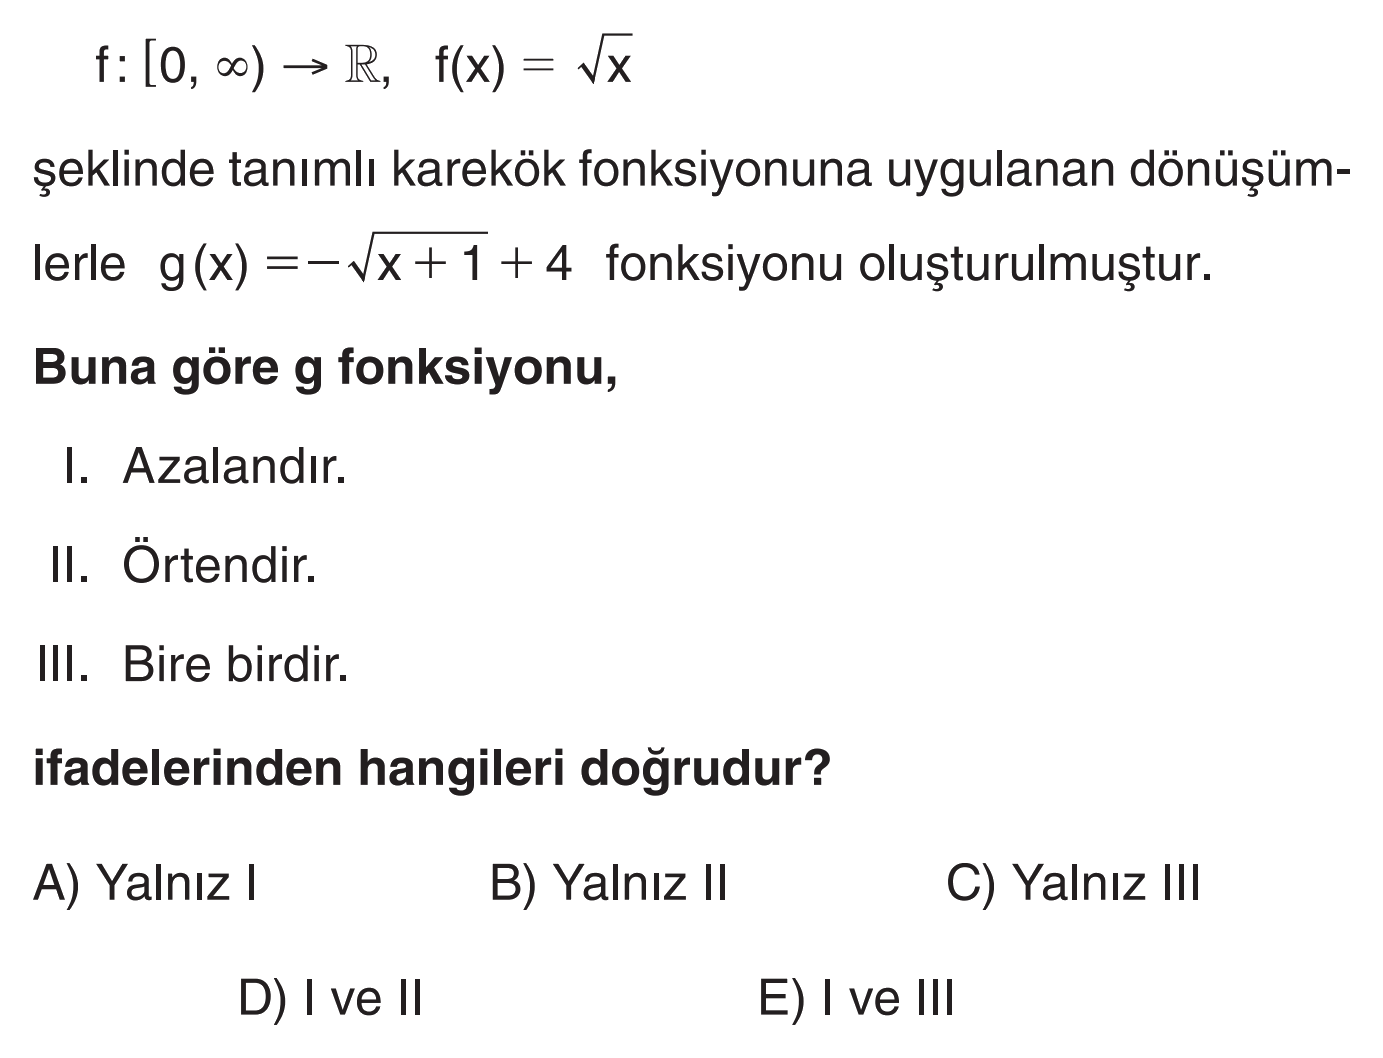 f: [0, ∞) → ℝ, f(x) = √x
şeklinde tanımlı karekök fonksiyonuna uygulanan dönüşüm-
lerle g(x) = -√(x + 1) + 4 fonksiyonu oluşturulmuştur.
Buna göre g fonksiyonu,
I. Azalandır.
II. Örtendir.
III. Bire birdir.
ifadelerinden hangileri doğrudur?
A) Yalnız I B) Yalnız II C) Yalnız III
D) I ve II E) I ve III